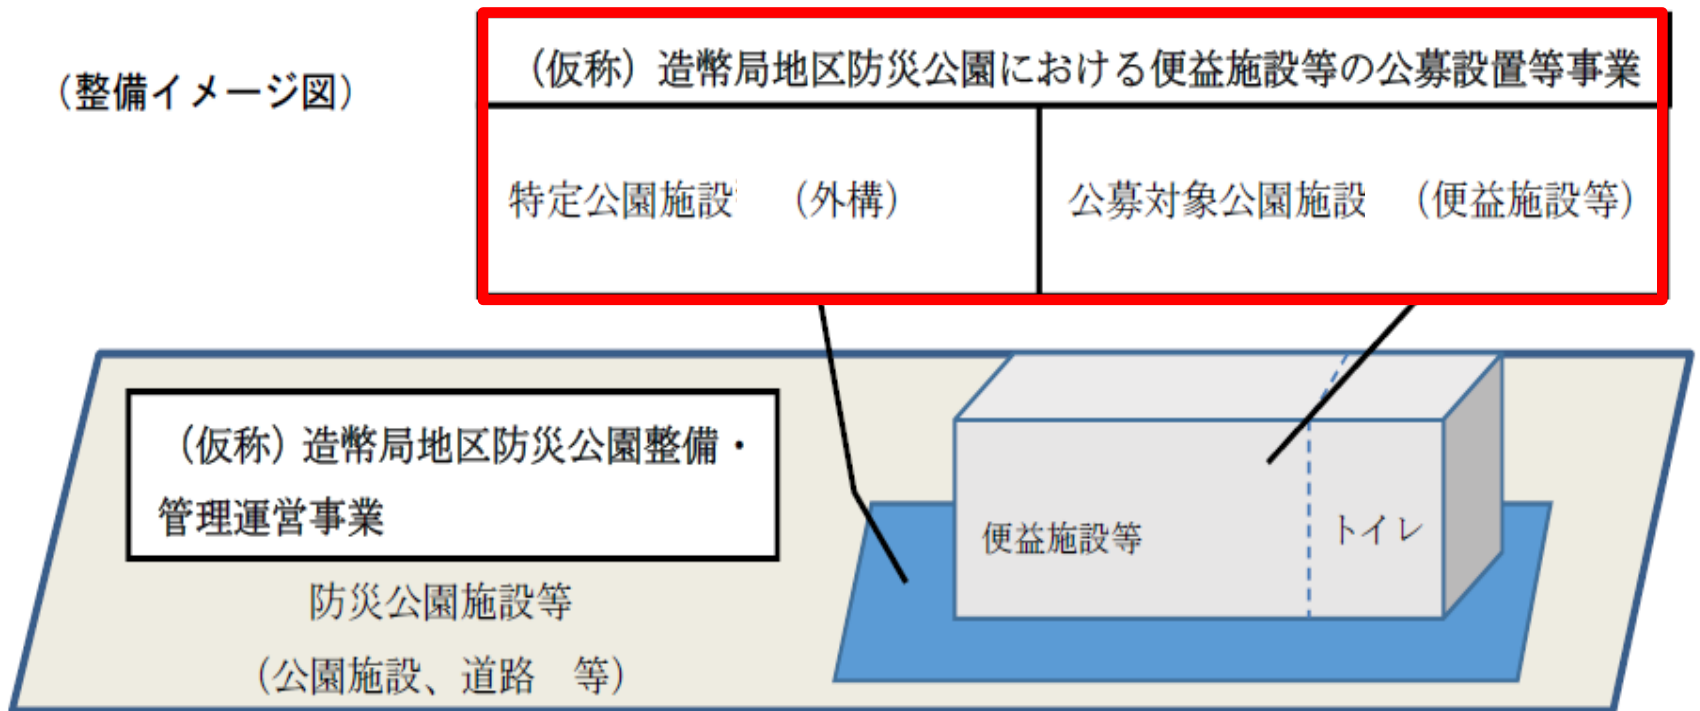 （整備イメージ図）
（仮称）造幣局地区防災公園における便益施設等の公募設置等事業
特定公園施設　（外構）
公募対象公園施設　（便益施設等）
（仮称）造幣局地区防災公園整備・
管理運営事業
防災公園施設等
（公園施設、道路　等）
便益施設等
トイレ